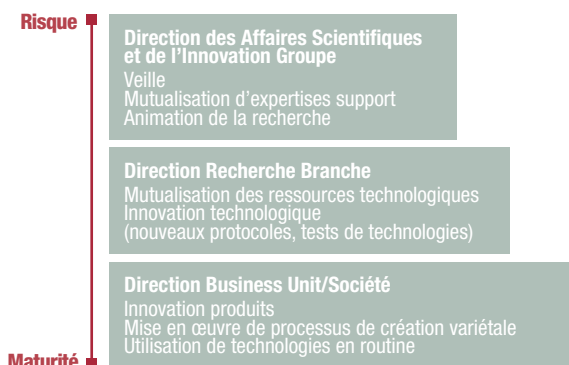 Risque
Direction des Affaires Scientifiques
et de l'Innovation Groupe
Veille
Mutualisation d'expertises support
Animation de la recherche
Direction Recherche Branche
Mutualisation des ressources technologiques
Innovation technologique
(nouveaux protocoles, tests de technologies)
Direction Business Unit/Société
Innovation produits
Mise en œuvre de processus de création variétale
Utilisation de technologies en routine
Maturité